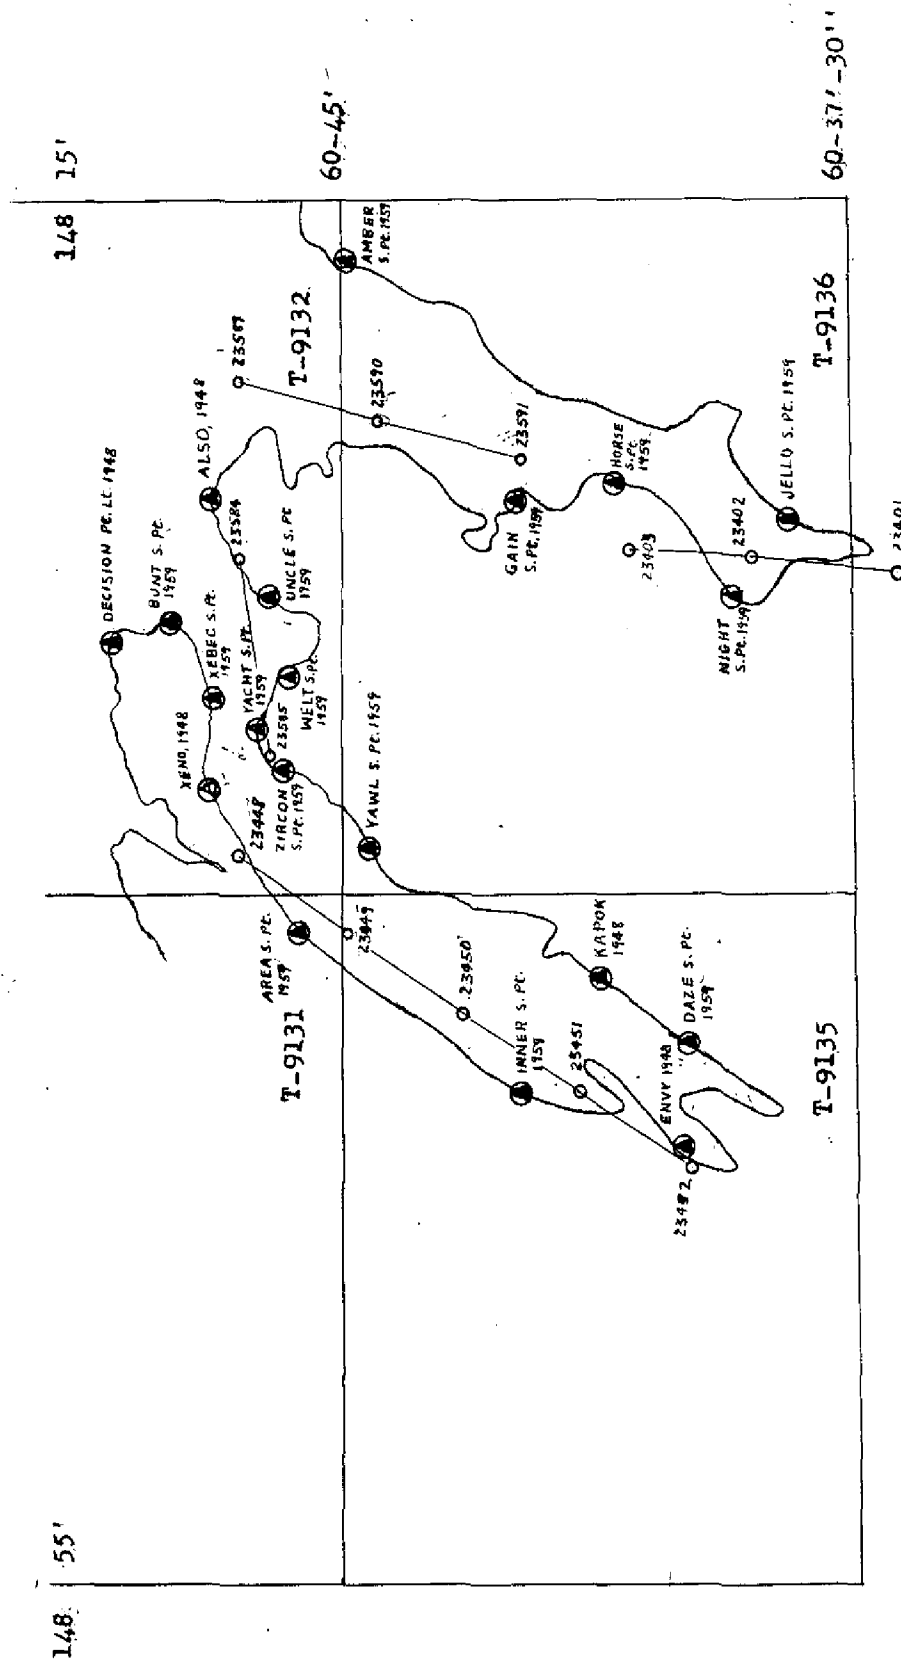 148 55'
148 15'
60-45'
60-37'-30''
T-9131
T-9132
T-9135
T-9136
DECISION PT. LT. 1948
BUNT S. Pt.
1959
XEBEC S. Pt.
1959
XENO, 1948
ALSO, 1948
23584
UNCLE S. Pt
1959
YACHT S. Pt.
1959
WELT S. Pt.
1959
23585
ZIRCON
S. Pt. 1959
23448
YAWL S. Pt. 1959
AREA S. Pt.
1959
23449
23450
23451
INNER S. Pt.
1959
KAPOK
1948
DAZE S. Pt.
1959
ENVY 1948
AMBER
S. Pt. 1959
23590
23591
GAIN
S. Pt. 1959
HORSE
S. Pt.
1959
23403
23402
23401
NIGHT
S. Pt. 1959
JELLO S. Pt. 1959